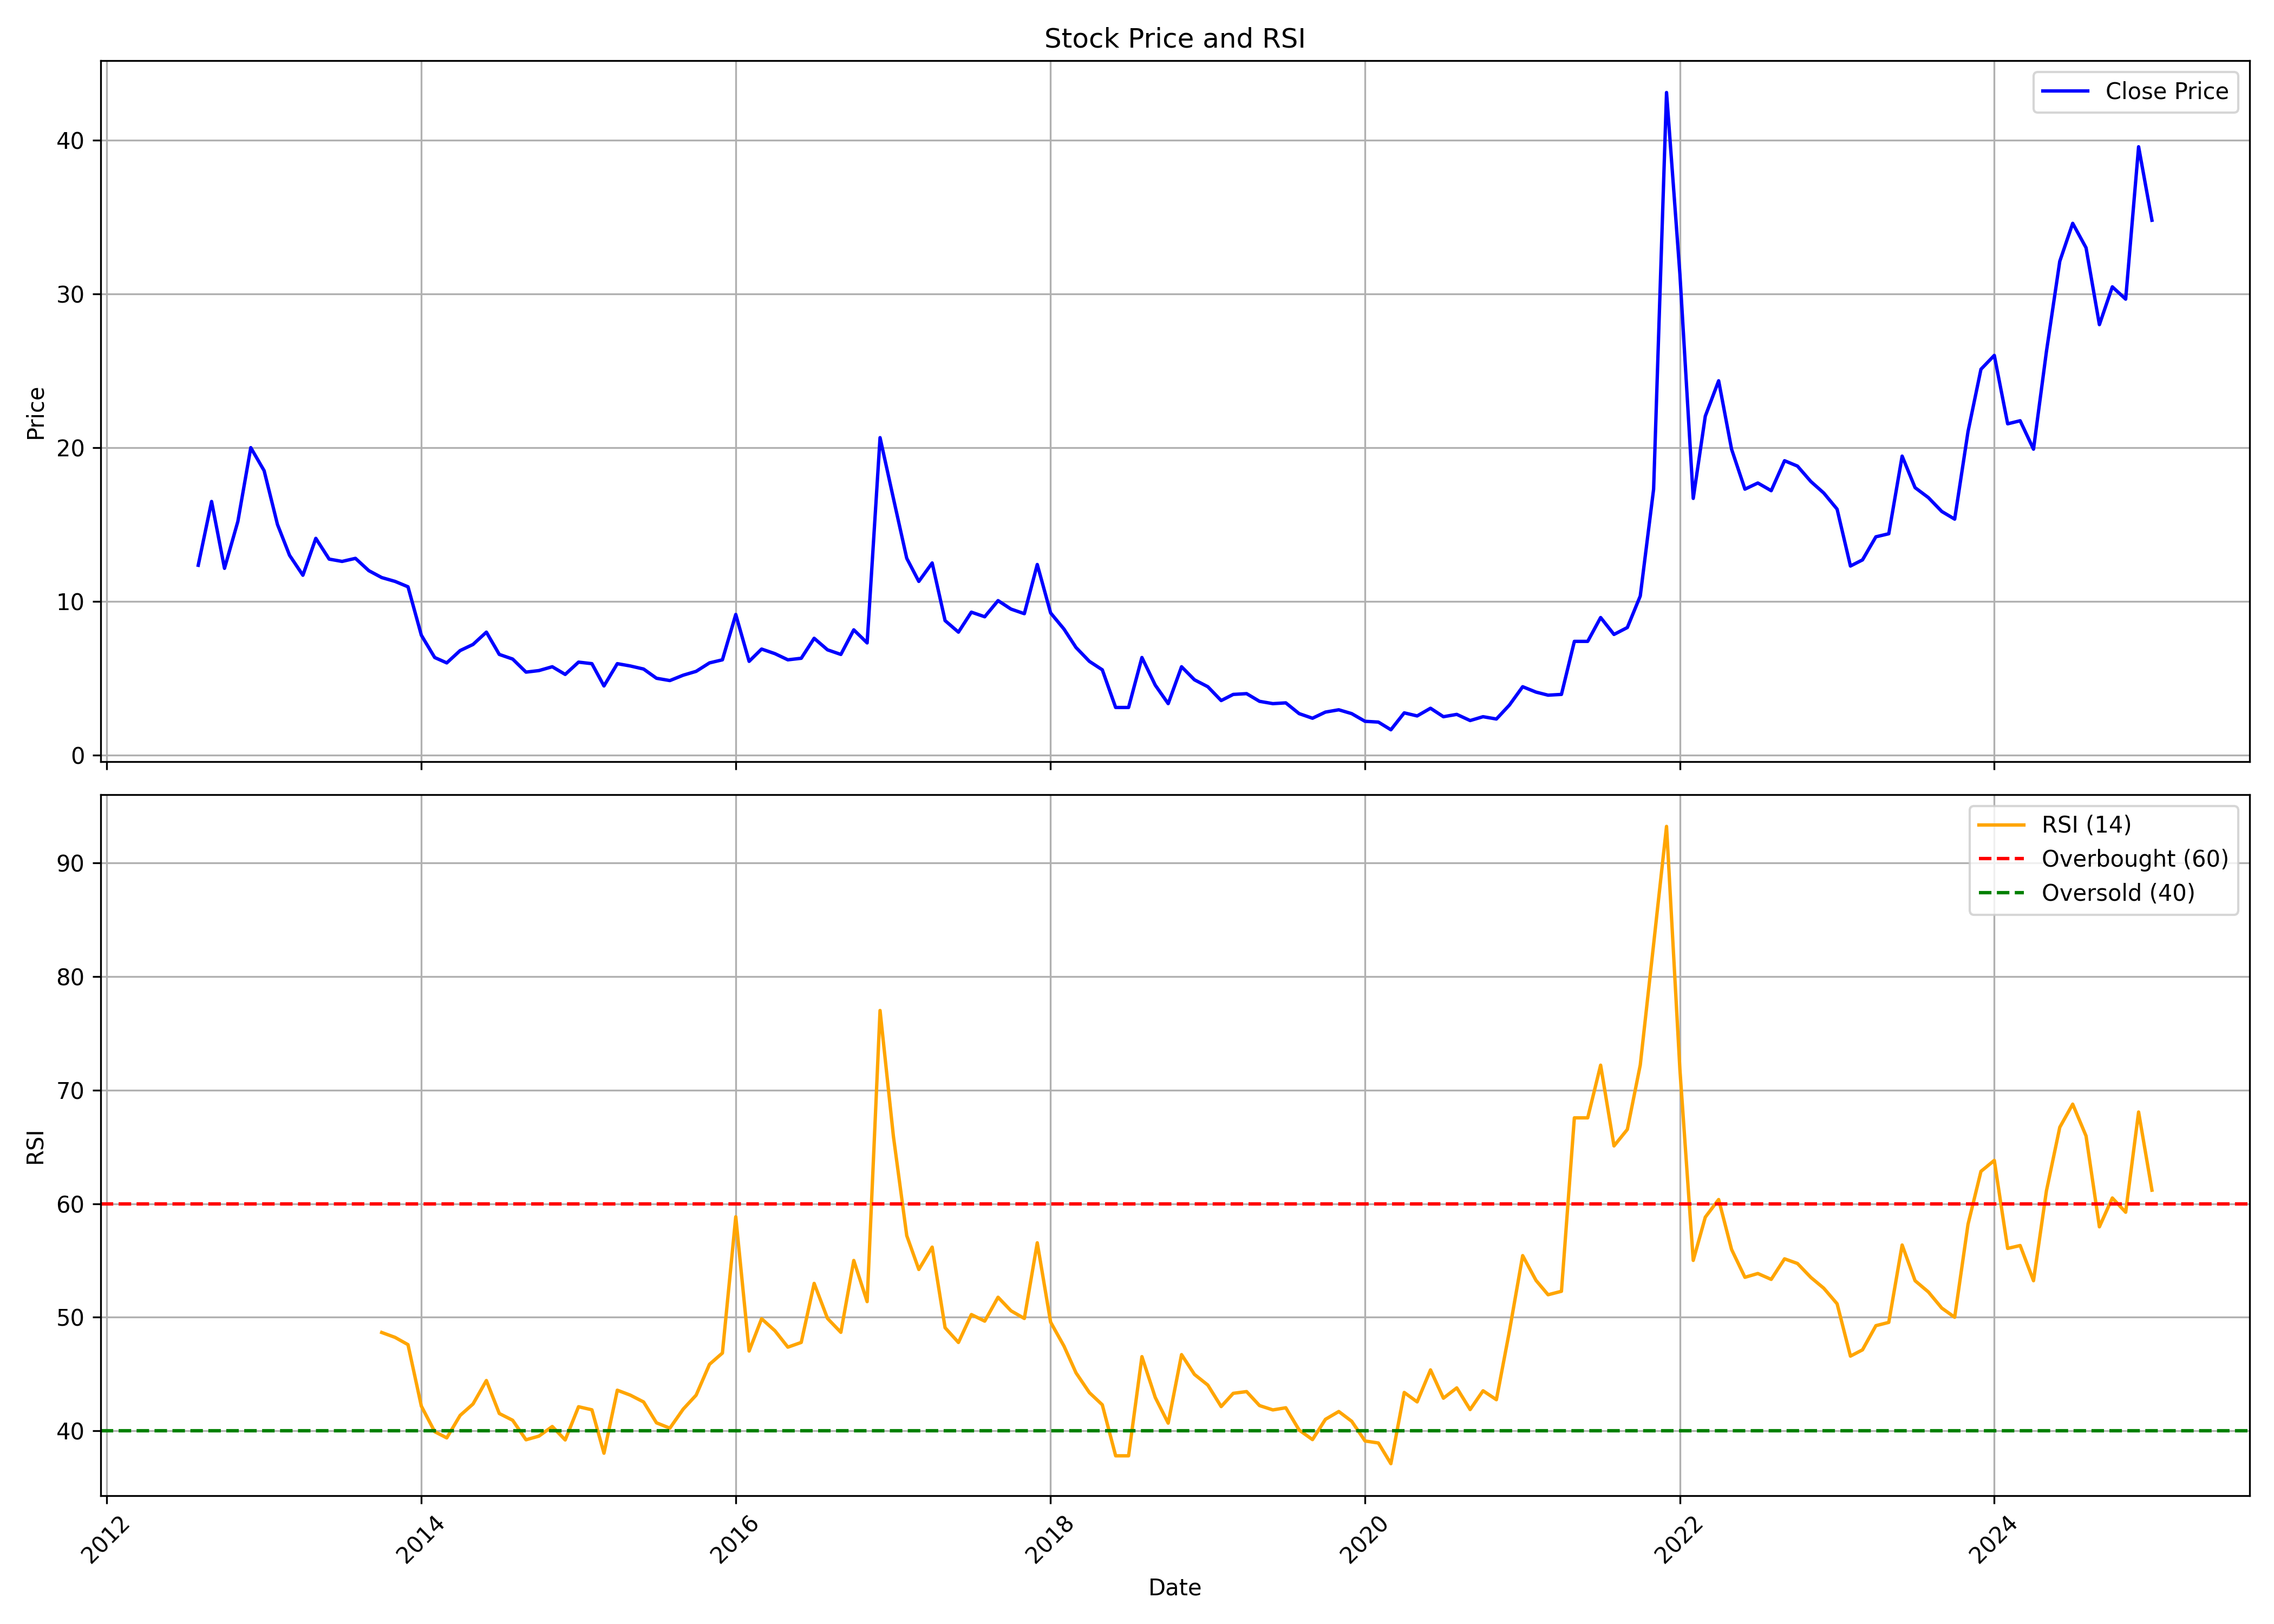 Stock Price and RSI
Close Price
40
30
20
10
0
Price
RSI (14)
Overbought (60)
Oversold (40)
90
80
70
60
50
40
RSI
2012
2014
2016
2018
2020
2022
2024
Date